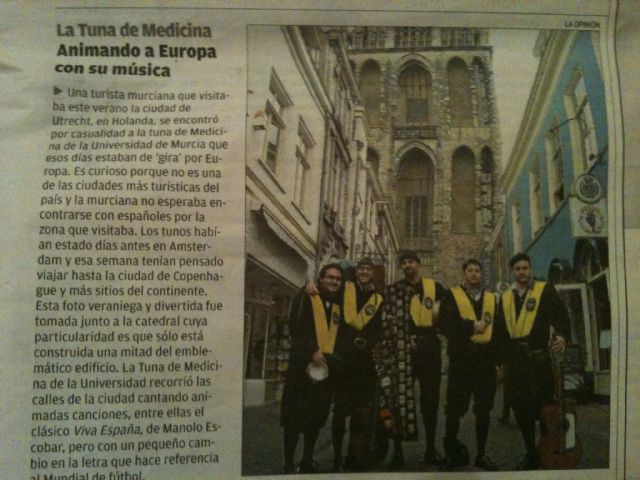 LA OPINIÓN
La Tuna de Medicina
Animando a Europa
con su música
Una turista murciana que visita-
ba este verano la ciudad de
Utrecht, en Holanda, se encontró
por casualidad a la tuna de Medici-
na de la Universidad de Murcia que
esos días estaban de 'gira' por Eu-
ropa. Es curioso porque no es una
de las ciudades más turísticas del
país y la murciana no esperaba en-
contrarse con españoles por la
zona que visitaba. Los tunos habí-
an estado días antes en Amster-
dam y esa semana tenían pensado
viajar hasta la ciudad de Copenha-
gue y más sitios del continente.
Esta foto veraniega y divertida fue
tomada junto a la catedral cuya
particularidad es que sólo está
construida una mitad del emble-
mático edificio. La Tuna de Medici-
na de la Universidad recorrió las
calles de la ciudad cantando ani-
madas canciones, entre ellas el
clásico Viva España, de Manolo Es-
cobar, pero con un pequeño cam-
bio en la letra que hace referencia
al Mundial de fútbol.